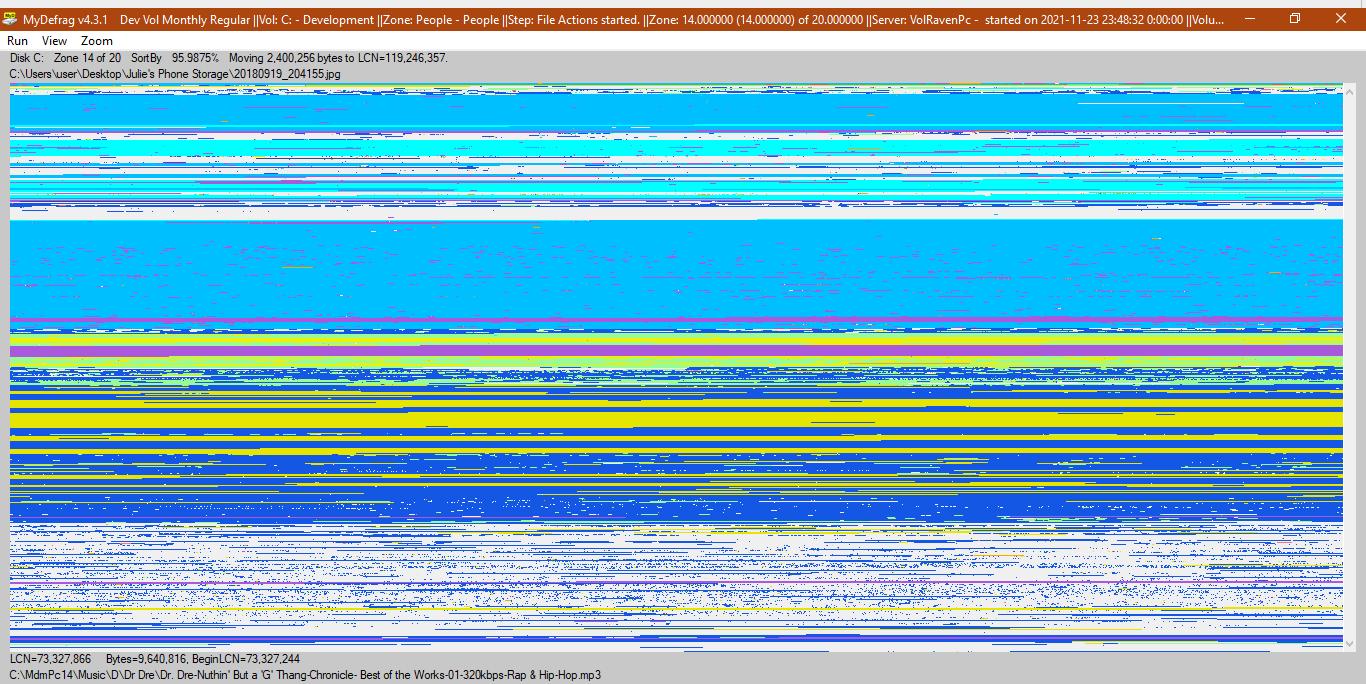 MyDefrag v4.3.1    Dev Vol Monthly Regular ||Vol: C: - Development ||Zone: People - People ||Step: File Actions started. ||Zone: 14.000000 (14.000000) of 20.000000 ||Server: VolRavenPc -  started on 2021-11-23 23:48:32 0:00:00 ||Volu...
Run View Zoom
Disk C:   Zone 14 of 20   SortBy   95.9875%   Moving 2,400,256 bytes to LCN=119,246,357.
C:\Users\user\Desktop\Julie's Phone Storage\20180919_204155.jpg
LCN=73,327,866     Bytes=9,640,816, BeginLCN=73,327,244
C:\MdmPc14\Music\D\Dr Dre\Dr. Dre-Nuthin' But a 'G' Thang-Chronicle- Best of the Works-01-320kbps-Rap & Hip-Hop.mp3